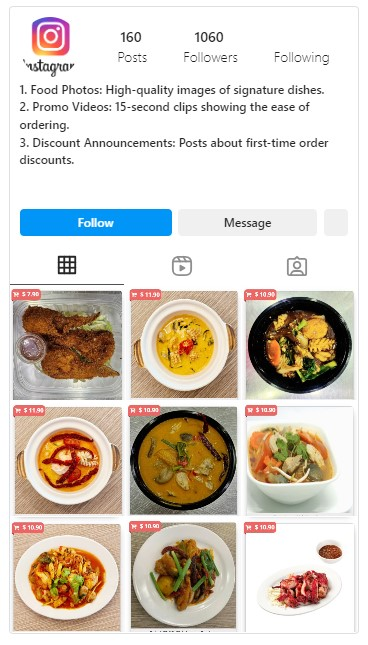 160
1060
Instagram
Posts
Followers
Following
1. Food Photos: High-quality images of signature dishes.
2. Promo Videos: 15-second clips showing the ease of
ordering.
3. Discount Announcements: Posts about first-time order
discounts.
Follow
Message
$ 7.90
$ 11.90
$ 10.90
$ 11.90
$ 10.90
$ 10.90
$ 10.90
$ 10.90
$ 10.90